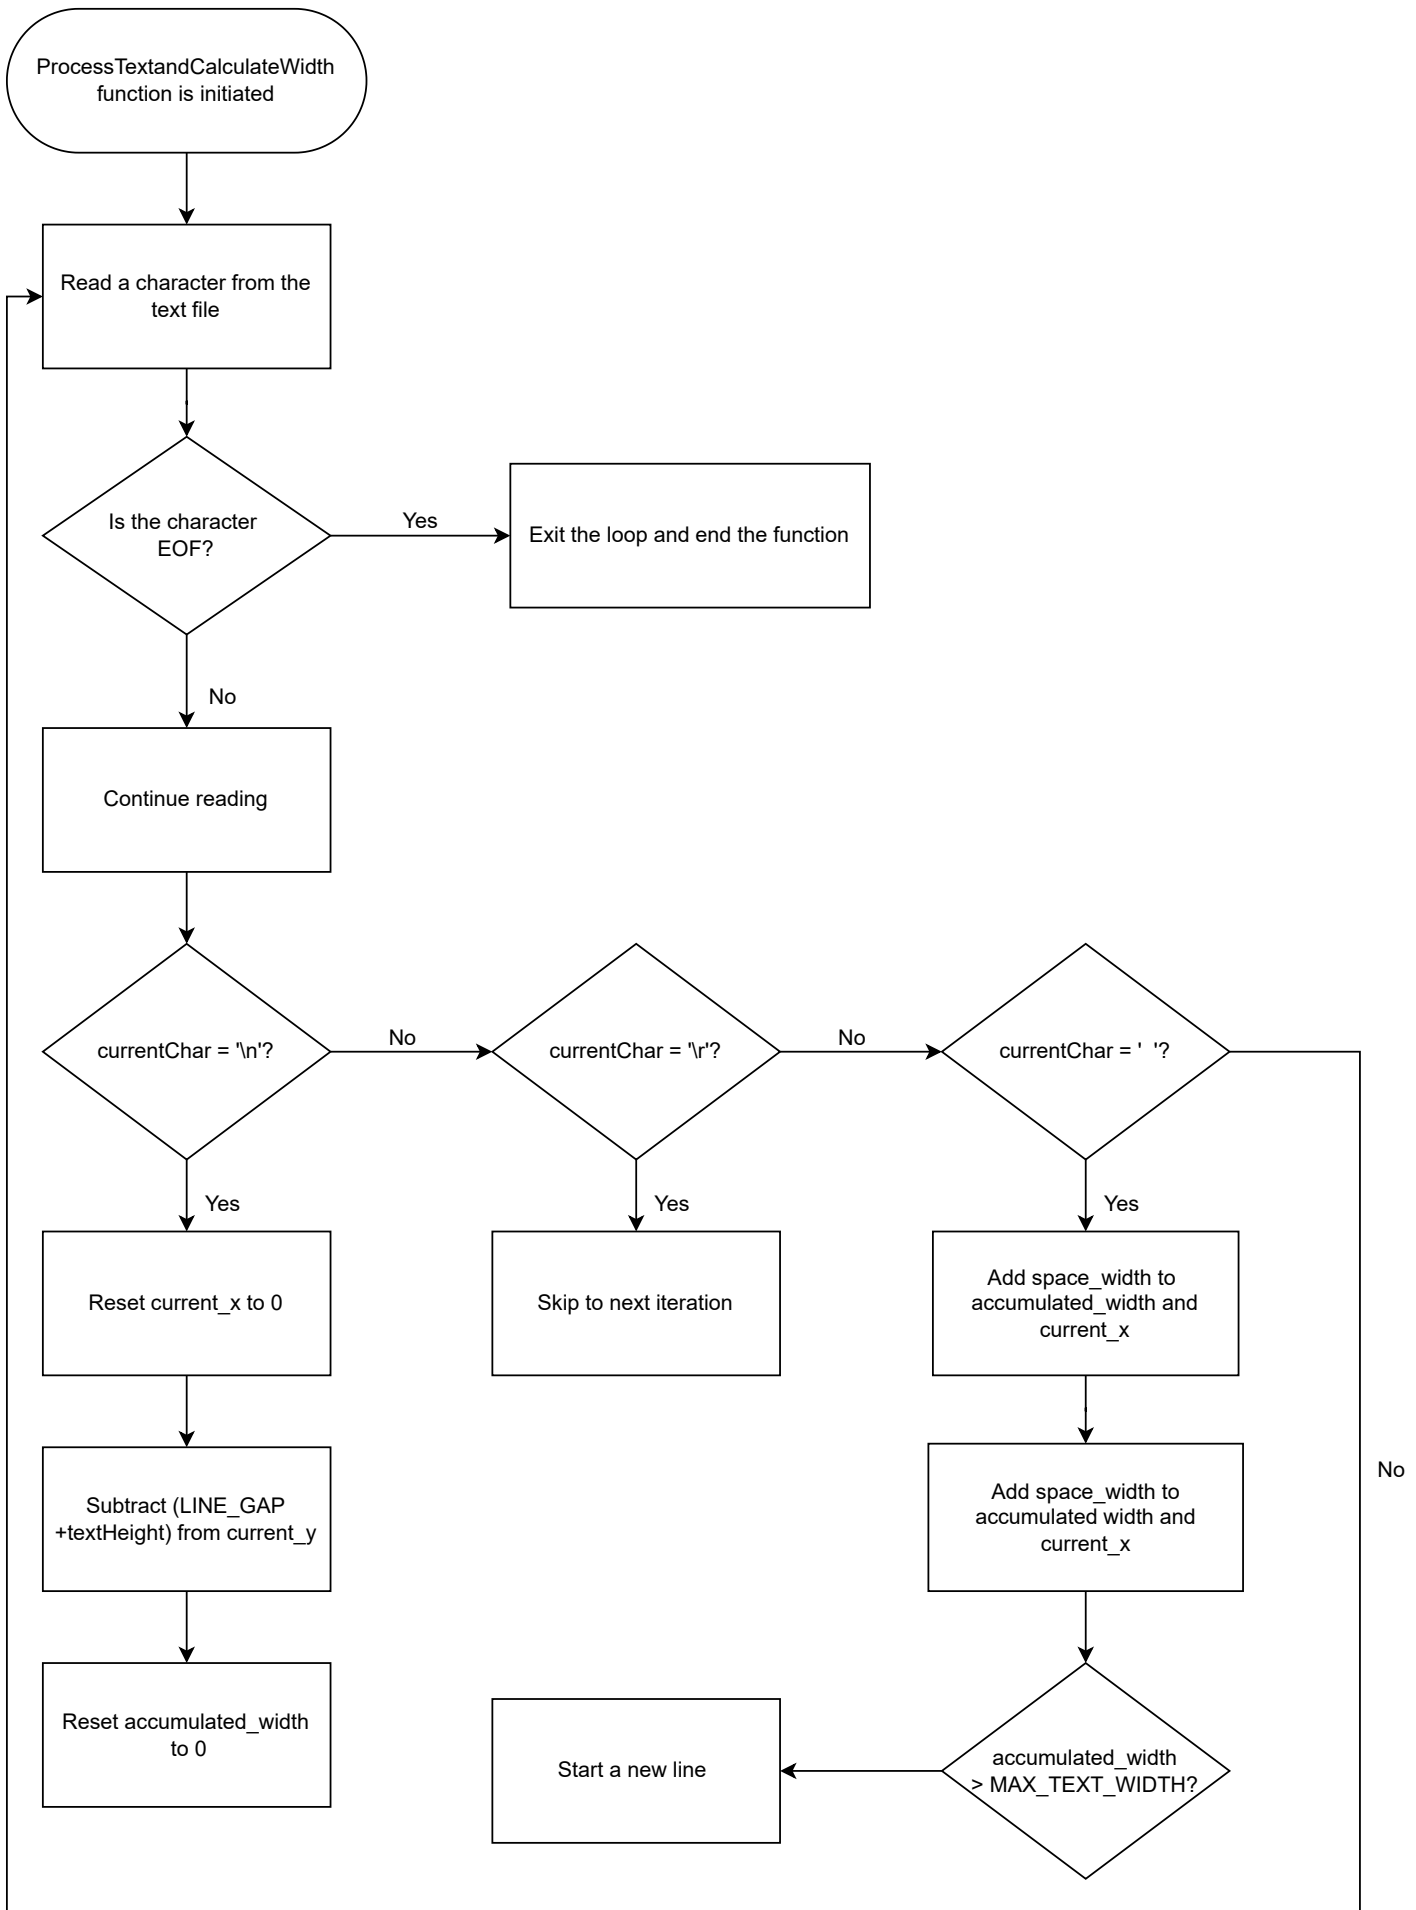 ProcessTextandCalculateWidth
function is initiated
Read a character from the
text file
Is the character
EOF?
Yes
Exit the loop and end the function
No
Continue reading
currentChar = '\n'?
No
currentChar = '\r'?
No
currentChar = '  '?
Yes
Yes
Yes
Reset current_x to 0
Skip to next iteration
Add space_width to
accumulated_width and
current_x
No
Subtract (LINE_GAP
+textHeight) from current_y
Add space_width to
accumulated width and
current_x
Reset accumulated_width
to 0
Start a new line
accumulated_width
> MAX_TEXT_WIDTH?